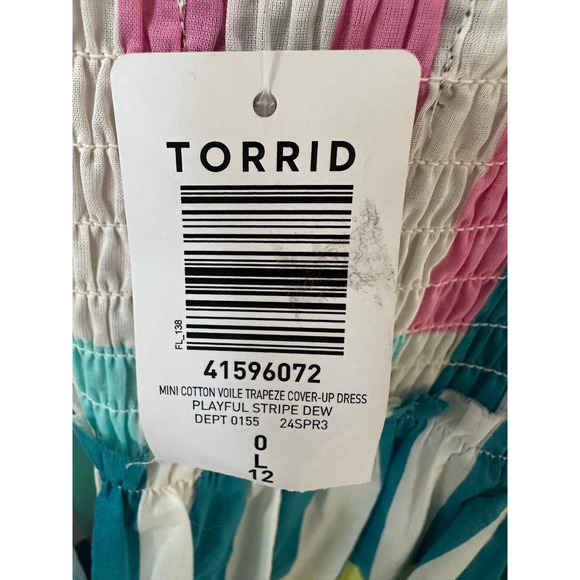 TORRID
FL_138
41596072
MINI COTTON VOILE TRAPEZE COVER-UP DRESS
PLAYFUL STRIPE DEW
DEPT 0155 24SPR3
0
L
12